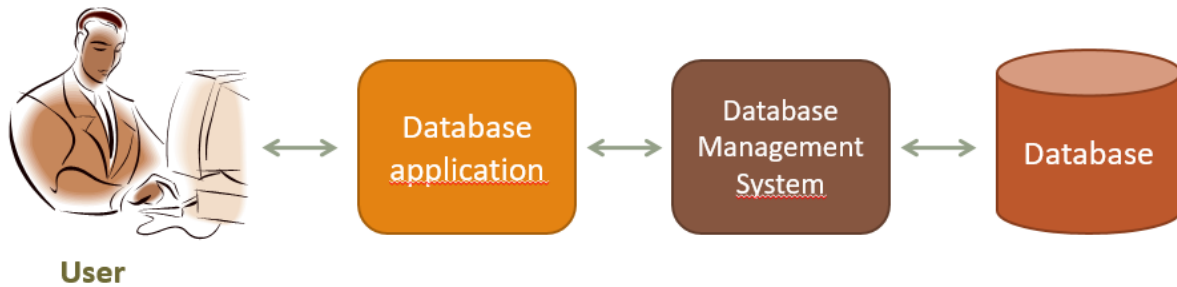 Database
application
Database
Management
System
Database
User